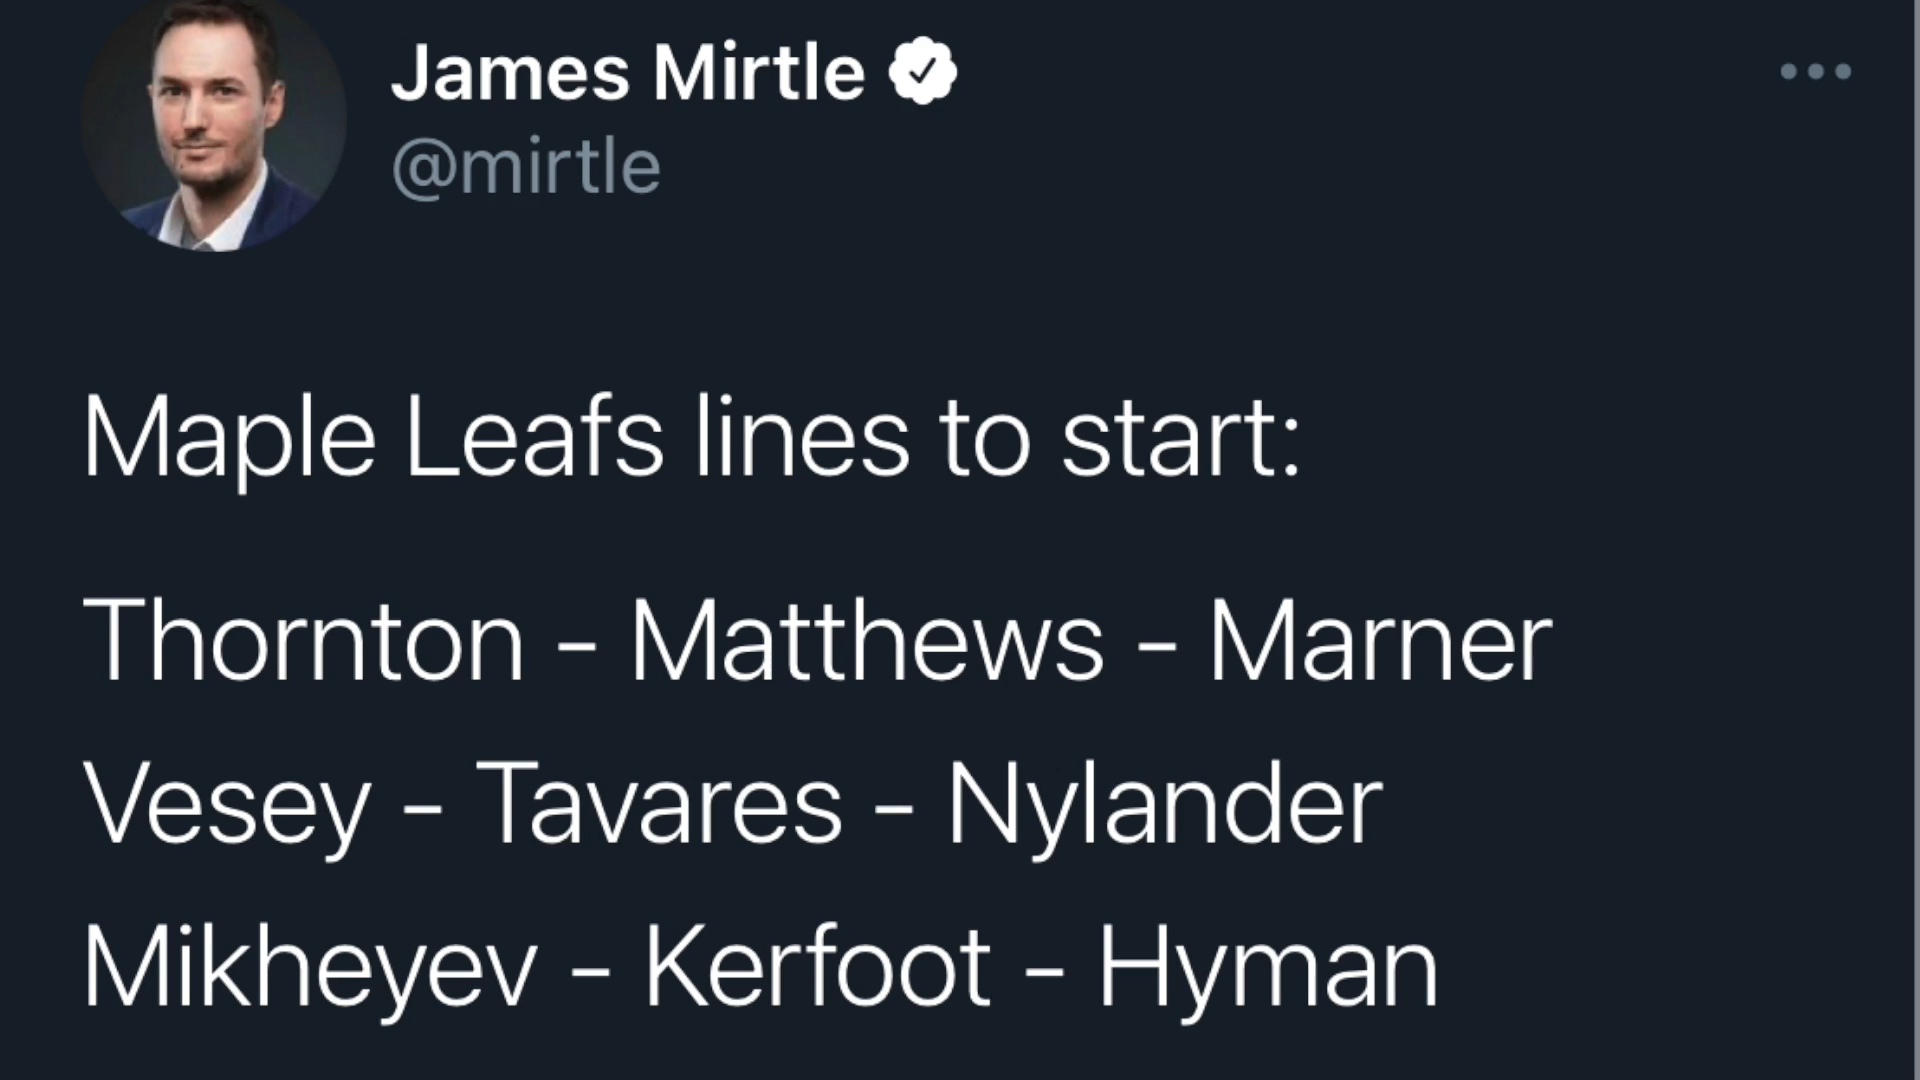 James Mirtle
@mirtle
Maple Leafs lines to start:
Thornton - Matthews - Marner
Vesey - Tavares - Nylander
Mikheyev - Kerfoot - Hyman